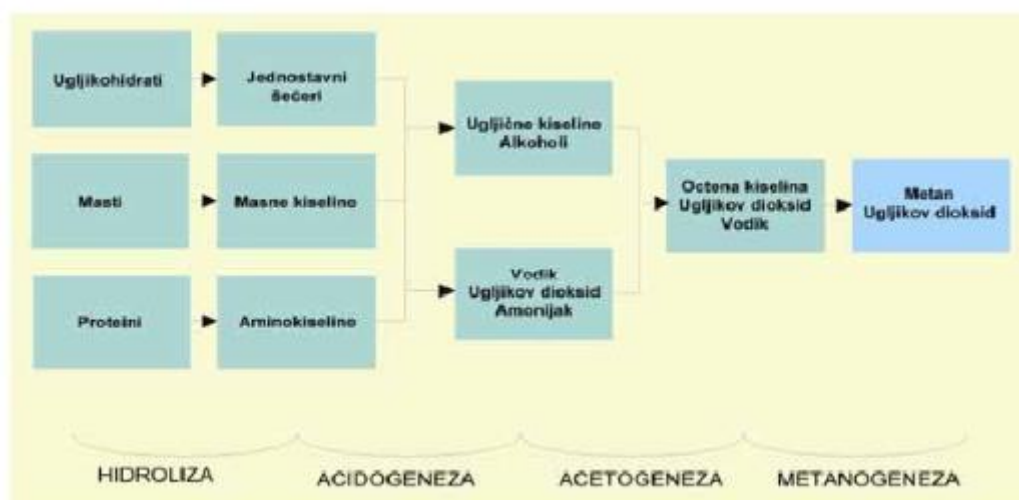 Ugljikohidrati
Jednostavni
šećeri
Masti
Masne kiseline
Proteini
Aminokiseline
Ugljične kiseline
Alkoholi
Vodik
Ugljikov dioksid
Amonijak
Octena kiselina
Ugljikov dioksid
Vodik
Metan
Ugljikov dioksid
HIDROLIZA
ACIDOGENEZA
ACETOGENEZA
METANOGENEZA